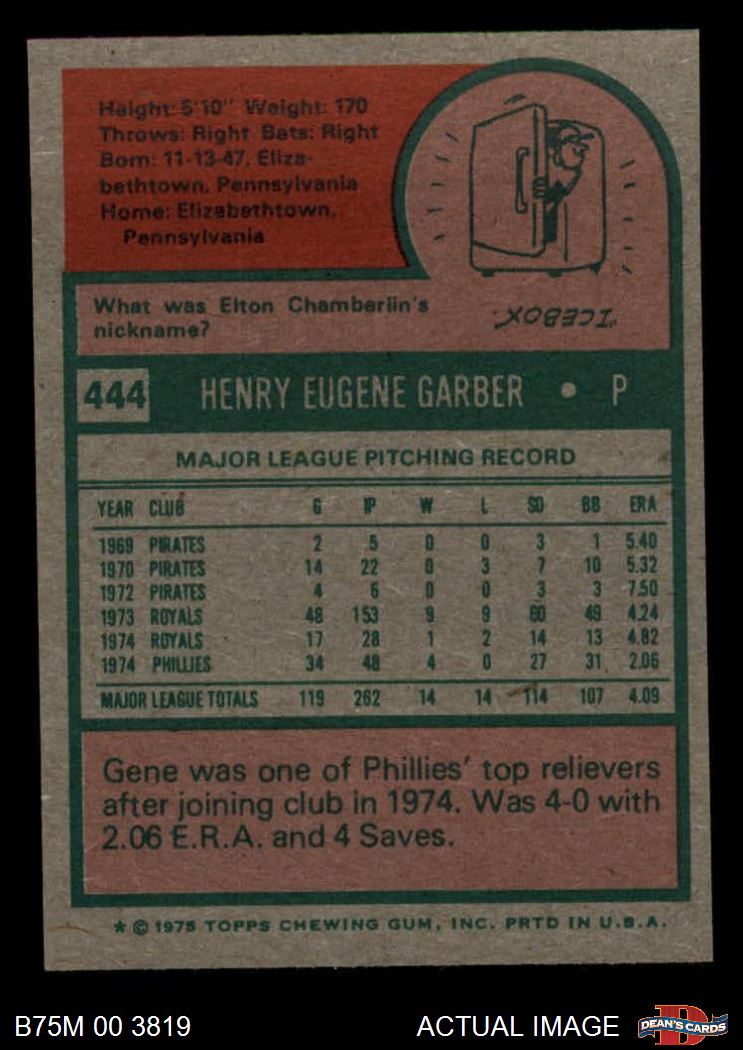 Height: 5'10" Weight: 170
Throws: Right Bats: Right
Born: 11-13-47, Eliza-
bethtown, Pennsylvania
Home: Elizabethtown,
Pennsylvania
What was Elton Chamberlin's
nickname?
"ICEBOX."
444 HENRY EUGENE GARBER • P
MAJOR LEAGUE PITCHING RECORD
YEAR CLUB G IP W L SO BB ERA
1969 PIRATES 2 5 0 0 3 1 5.40
1970 PIRATES 14 22 0 3 7 10 5.32
1972 PIRATES 4 6 0 0 3 3 7.50
1973 ROYALS 48 153 9 9 60 49 4.24
1974 ROYALS 17 28 1 2 14 13 4.82
1974 PHILLIES 34 48 4 0 27 31 2.06
MAJOR LEAGUE TOTALS 119 262 14 14 114 107 4.09
Gene was one of Phillies' top relievers
after joining club in 1974. Was 4-0 with
2.06 E.R.A. and 4 Saves.
* © 1975 TOPPS CHEWING GUM, INC. PRTD IN U.S.A.
B75M 00 3819 ACTUAL IMAGE D DEAN'S CARDS